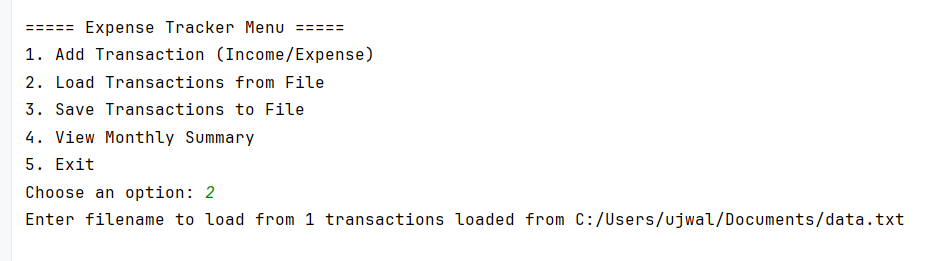 ===== Expense Tracker Menu =====
1. Add Transaction (Income/Expense)
2. Load Transactions from File
3. Save Transactions to File
4. View Monthly Summary
5. Exit
Choose an option: 2
Enter filename to load from 1 transactions loaded from C:/Users/ujwal/Documents/data.txt